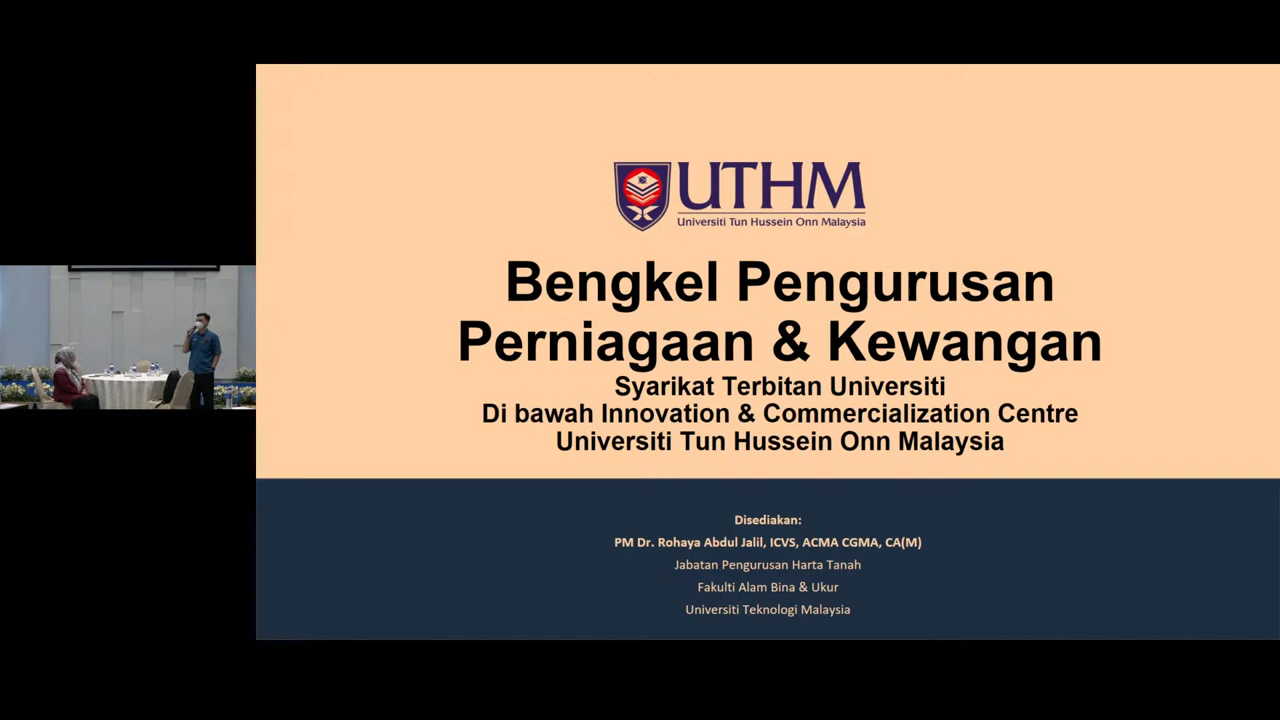 UTHM
Universiti Tun Hussein Onn Malaysia
Bengkel Pengurusan
Perniagaan & Kewangan
Syarikat Terbitan Universiti
Di bawah Innovation & Commercialization Centre
Universiti Tun Hussein Onn Malaysia
Disediakan:
PM Dr. Rohaya Abdul Jalil, ICVS, ACMA CGMA, CA(M)
Jabatan Pengurusan Harta Tanah
Fakulti Alam Bina & Ukur
Universiti Teknologi Malaysia